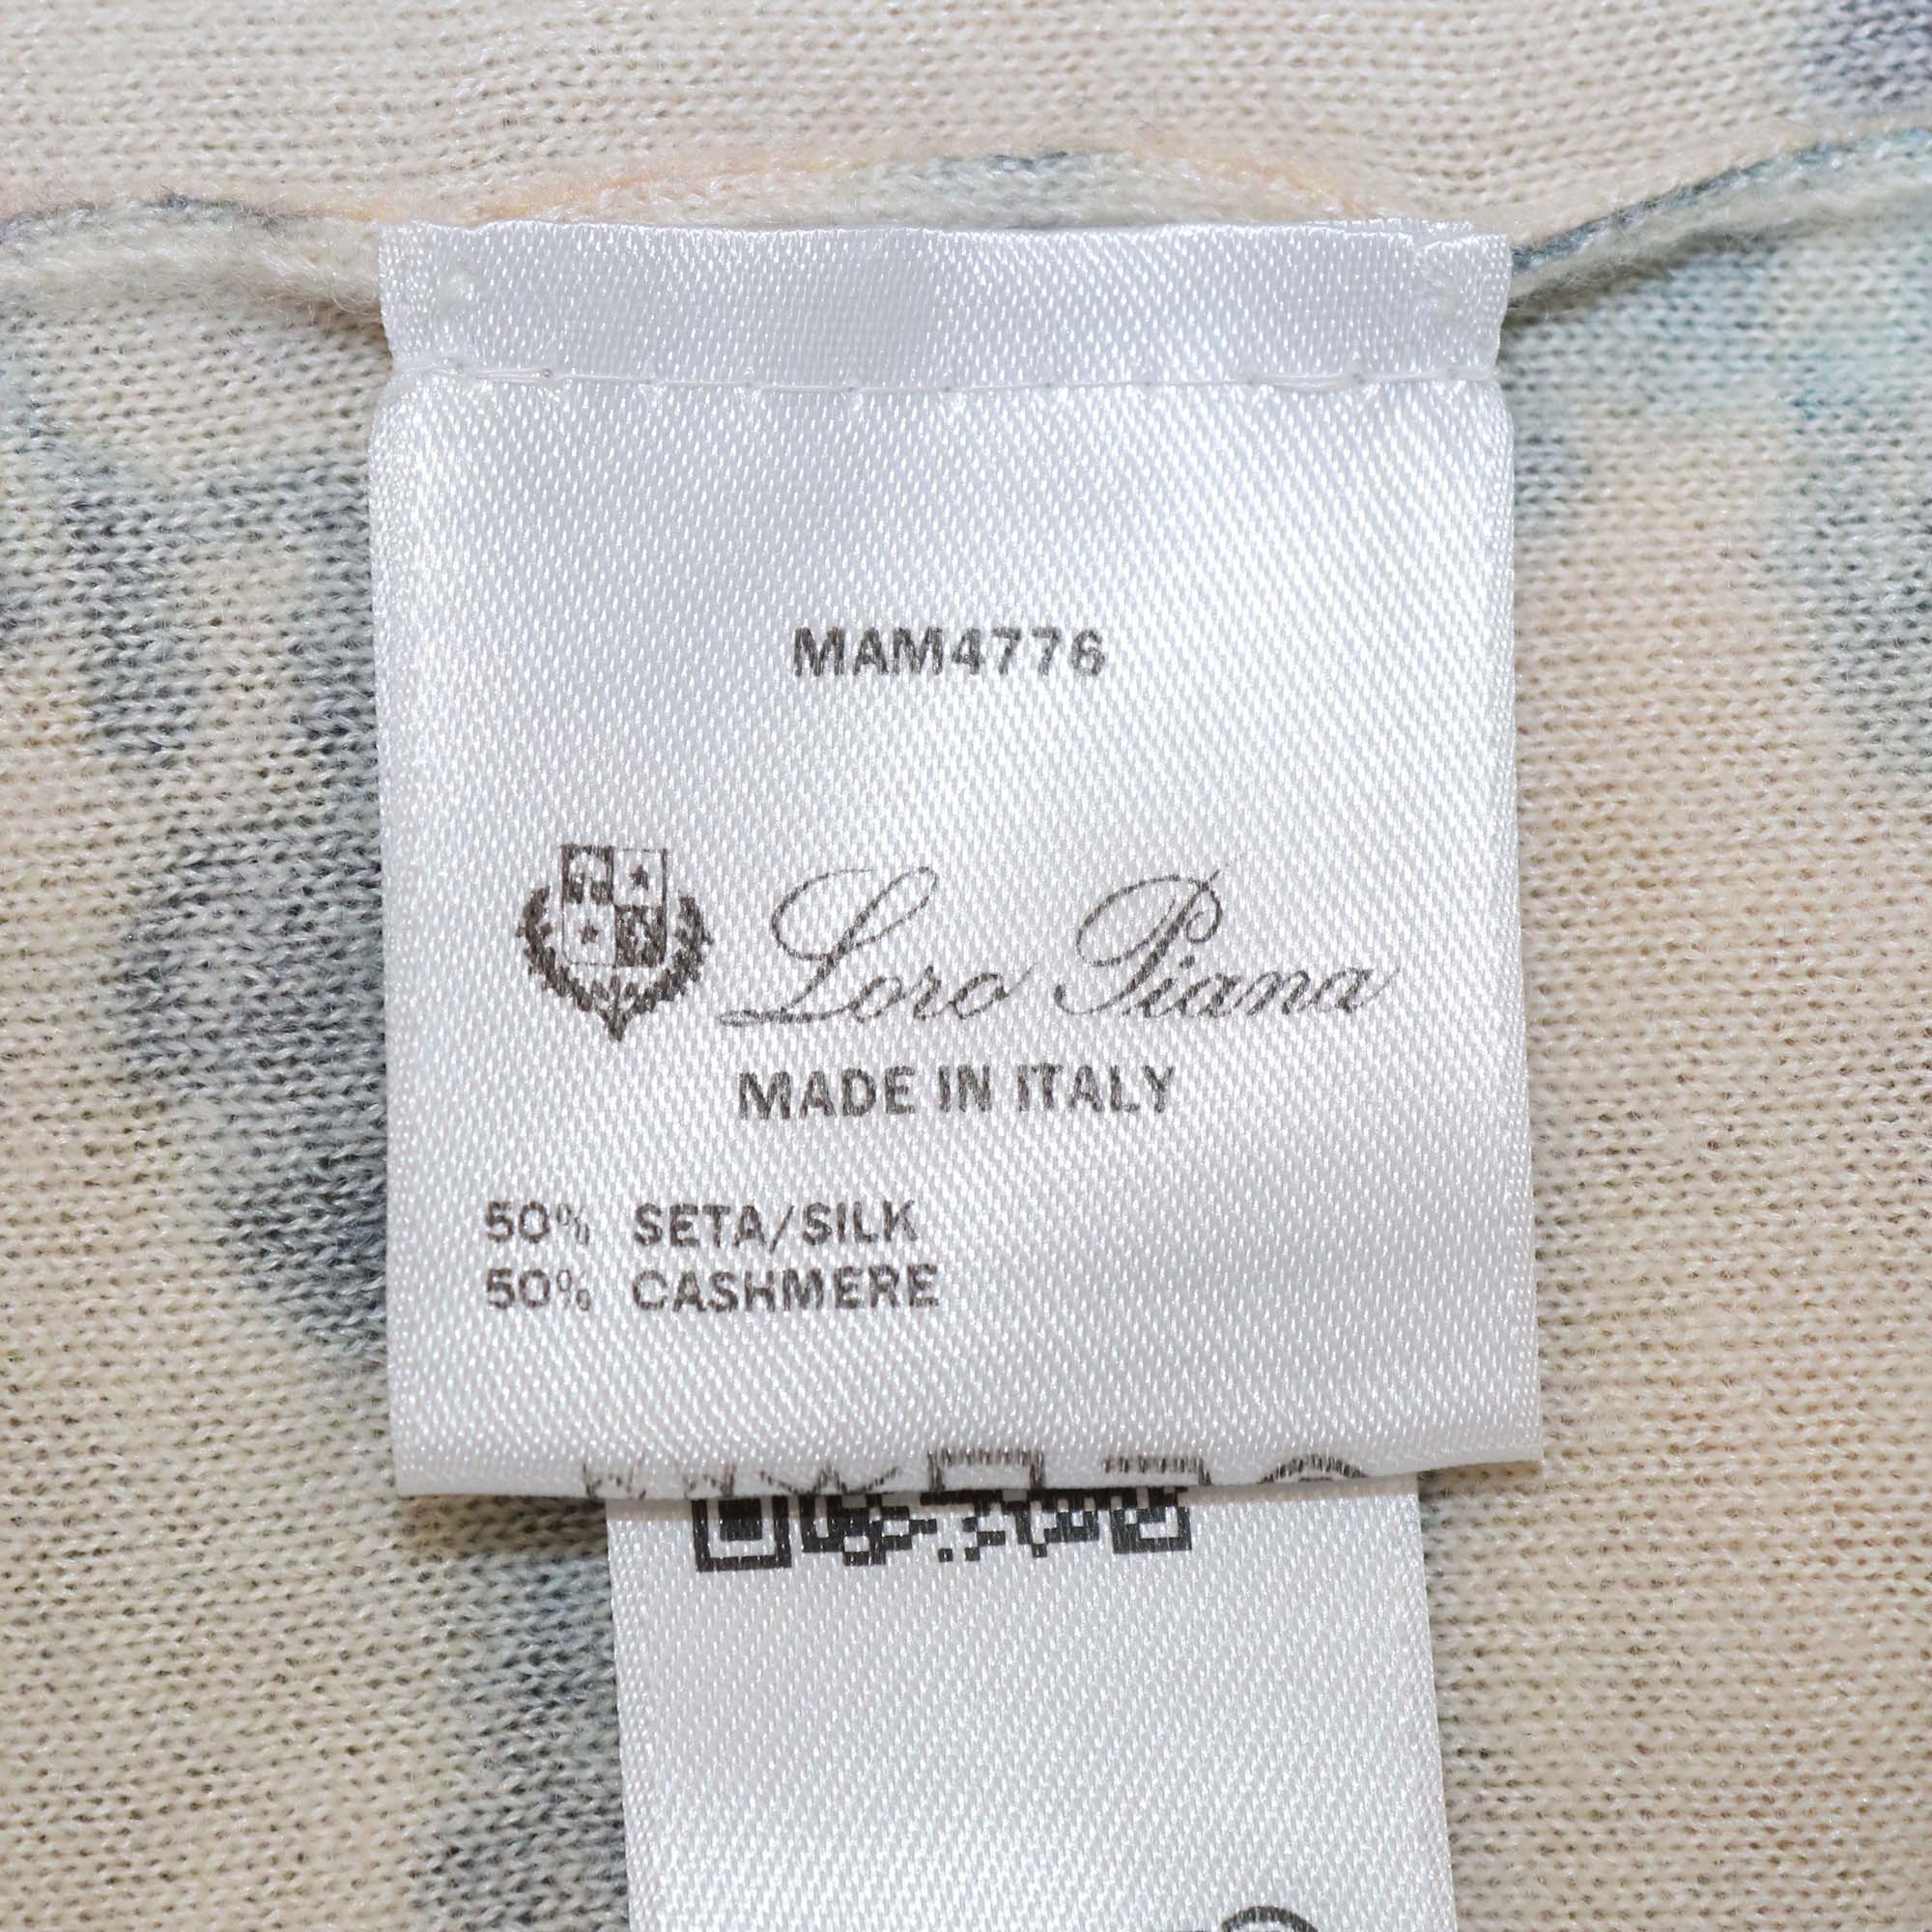 MAM4776
Loro Piana
MADE IN ITALY
50% SETA/SILK
50% CASHMERE